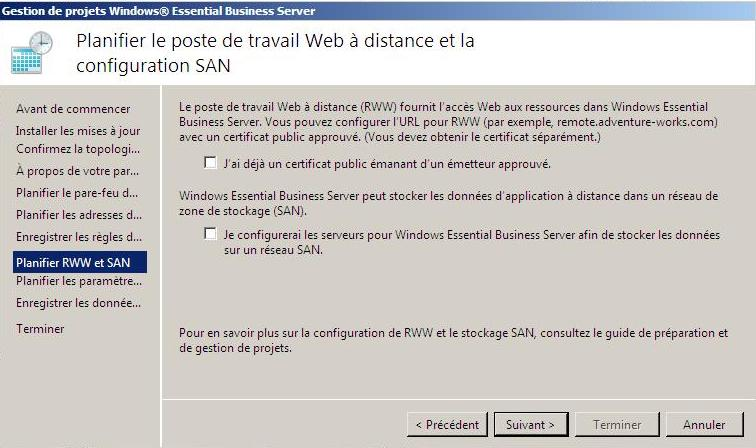 Gestion de projets Windows® Essential Business Server
Planifier le poste de travail Web à distance et la
configuration SAN
Avant de commencer
Installer les mises à jour
Confirmez la topologi...
À propos de votre par...
Planifier le pare-feu d...
Planifier les adresses d...
Enregistrer les règles d...
Planifier RWW et SAN
Planifier les paramètre...
Enregistrer les donnée...
Terminer
Le poste de travail Web à distance (RWW) fournit l'accès Web aux ressources dans Windows Essential
Business Server. Vous pouvez configurer l'URL pour RWW (par exemple, remote.adventure-works.com)
avec un certificat public approuvé. (Vous devez obtenir le certificat séparément.)
J'ai déjà un certificat public émanant d'un émetteur approuvé.
Windows Essential Business Server peut stocker les données d'application à distance dans un réseau de
zone de stockage (SAN).
Je configurerai les serveurs pour Windows Essential Business Server afin de stocker les données
sur un réseau SAN.
Pour en savoir plus sur la configuration de RWW et le stockage SAN, consultez le guide de préparation et
de gestion de projets.
< Précédent
Suivant >
Terminer
Annuler